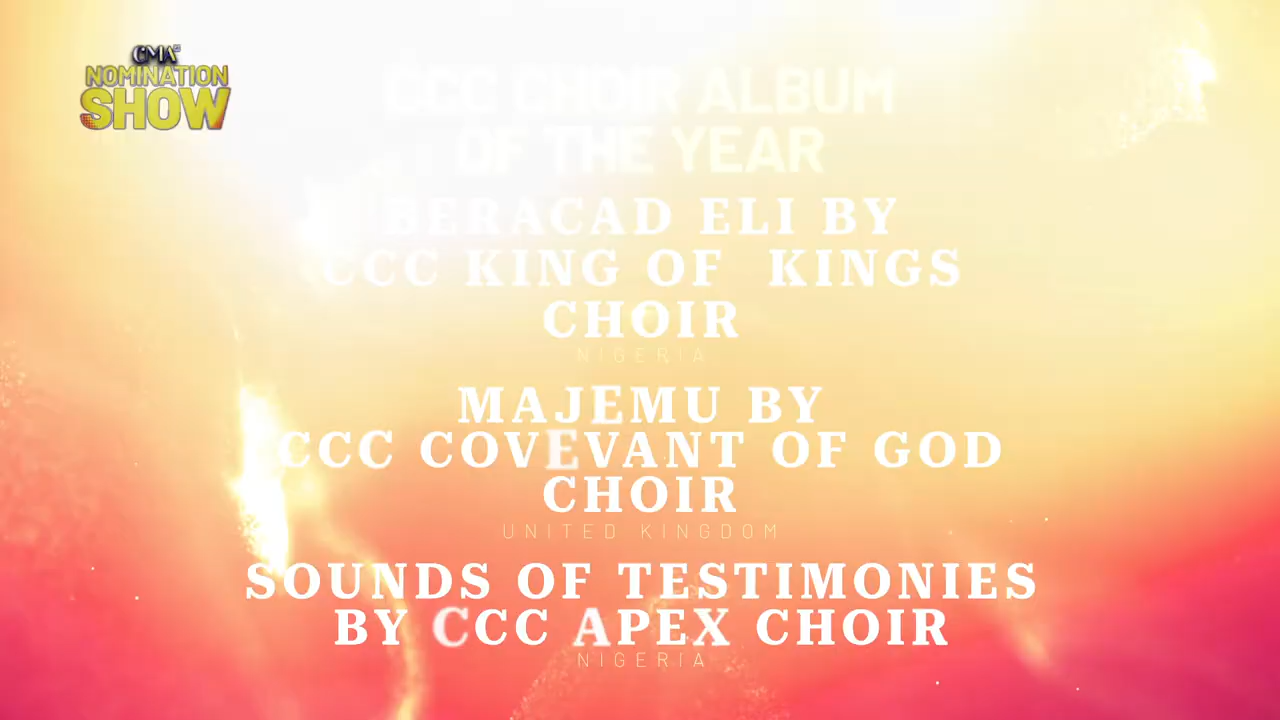 CMA
NOMINATION
SHOW
CCC CHOIR ALBUM
OF THE YEAR
BERACAD ELI BY
CCC KING OF KINGS
CHOIR
NIGERIA
MAJEMU BY
CCC COVEVANT OF GOD
CHOIR
UNITED KINGDOM
SOUNDS OF TESTIMONIES
BY CCC APEX CHOIR
NIGERIA